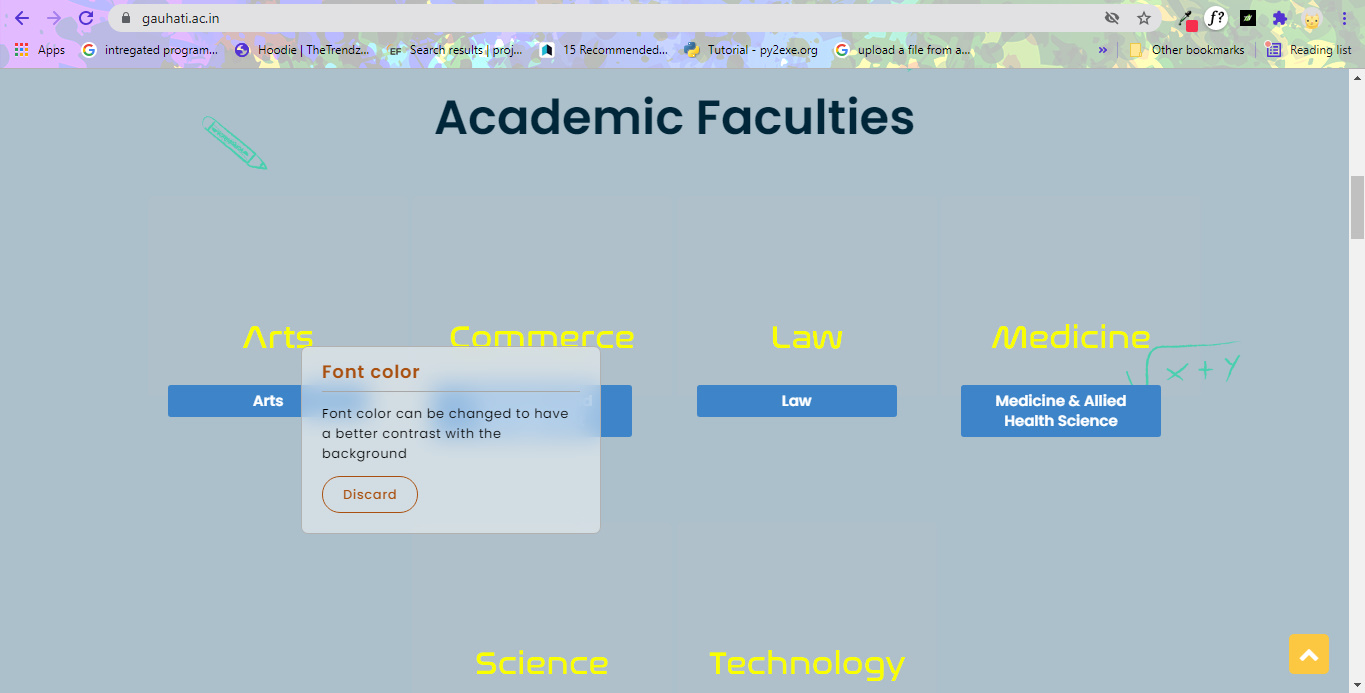 gauhati.ac.in
f?
Apps
intregated program...
Hoodie | TheTrendz...
EF Search results | proj...
15 Recommended...
Tutorial - py2exe.org
upload a file from a...
»
Other bookmarks
Reading list
Academic Faculties
Arts
Commerce
Law
Medicine
x + y
Arts
Law
Medicine & Allied
Health Science
Font color
Font color can be changed to have
a better contrast with the
background
Discard
Science
Technology